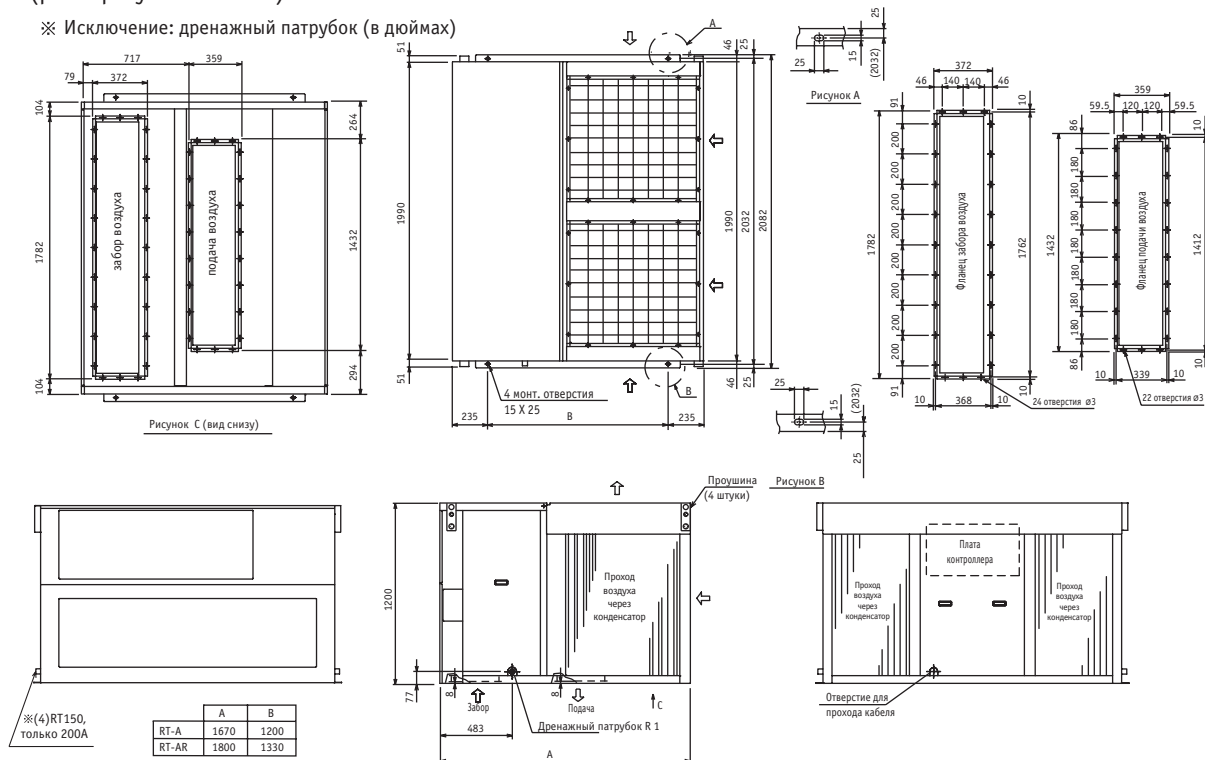 ※ Исключение: дренажный патрубок (в дюймах)
717
359
79
372
104
1782
104
264
1432
294
забор воздуха
подача воздуха
Рисунок C (вид снизу)
51
1990
51
46
25
1990
2032
2082
46
25
A
B
4 монт. отверстия
15 X 25
235
B
235
25
15
(2032)
25
Рисунок A
25
15
(2032)
25
Рисунок B
372
46
140
140
46
91
200
200
200
200
200
200
200
200
91
1782
10
1762
10
Фланец забора воздуха
10
368
10
24 отверстия ø3
359
59.5
120
120
59.5
86
180
180
180
180
180
180
180
86
1432
10
1412
10
Фланец подачи воздуха
10
339
10
22 отверстия ø3
※(4)RT150,
только 200A
A B
RT-A 1670 1200
RT-AR 1800 1330
Проушина
(4 штуки)
1200
77
8
8
Проход
воздуха
через
конденсатор
Забор
Подача
C
483
Дренажный патрубок R 1
A
Плата
контроллера
Проход
воздуха
через
конденсатор
Проход
воздуха
через
конденсатор
Отверстие для
прохода кабеля